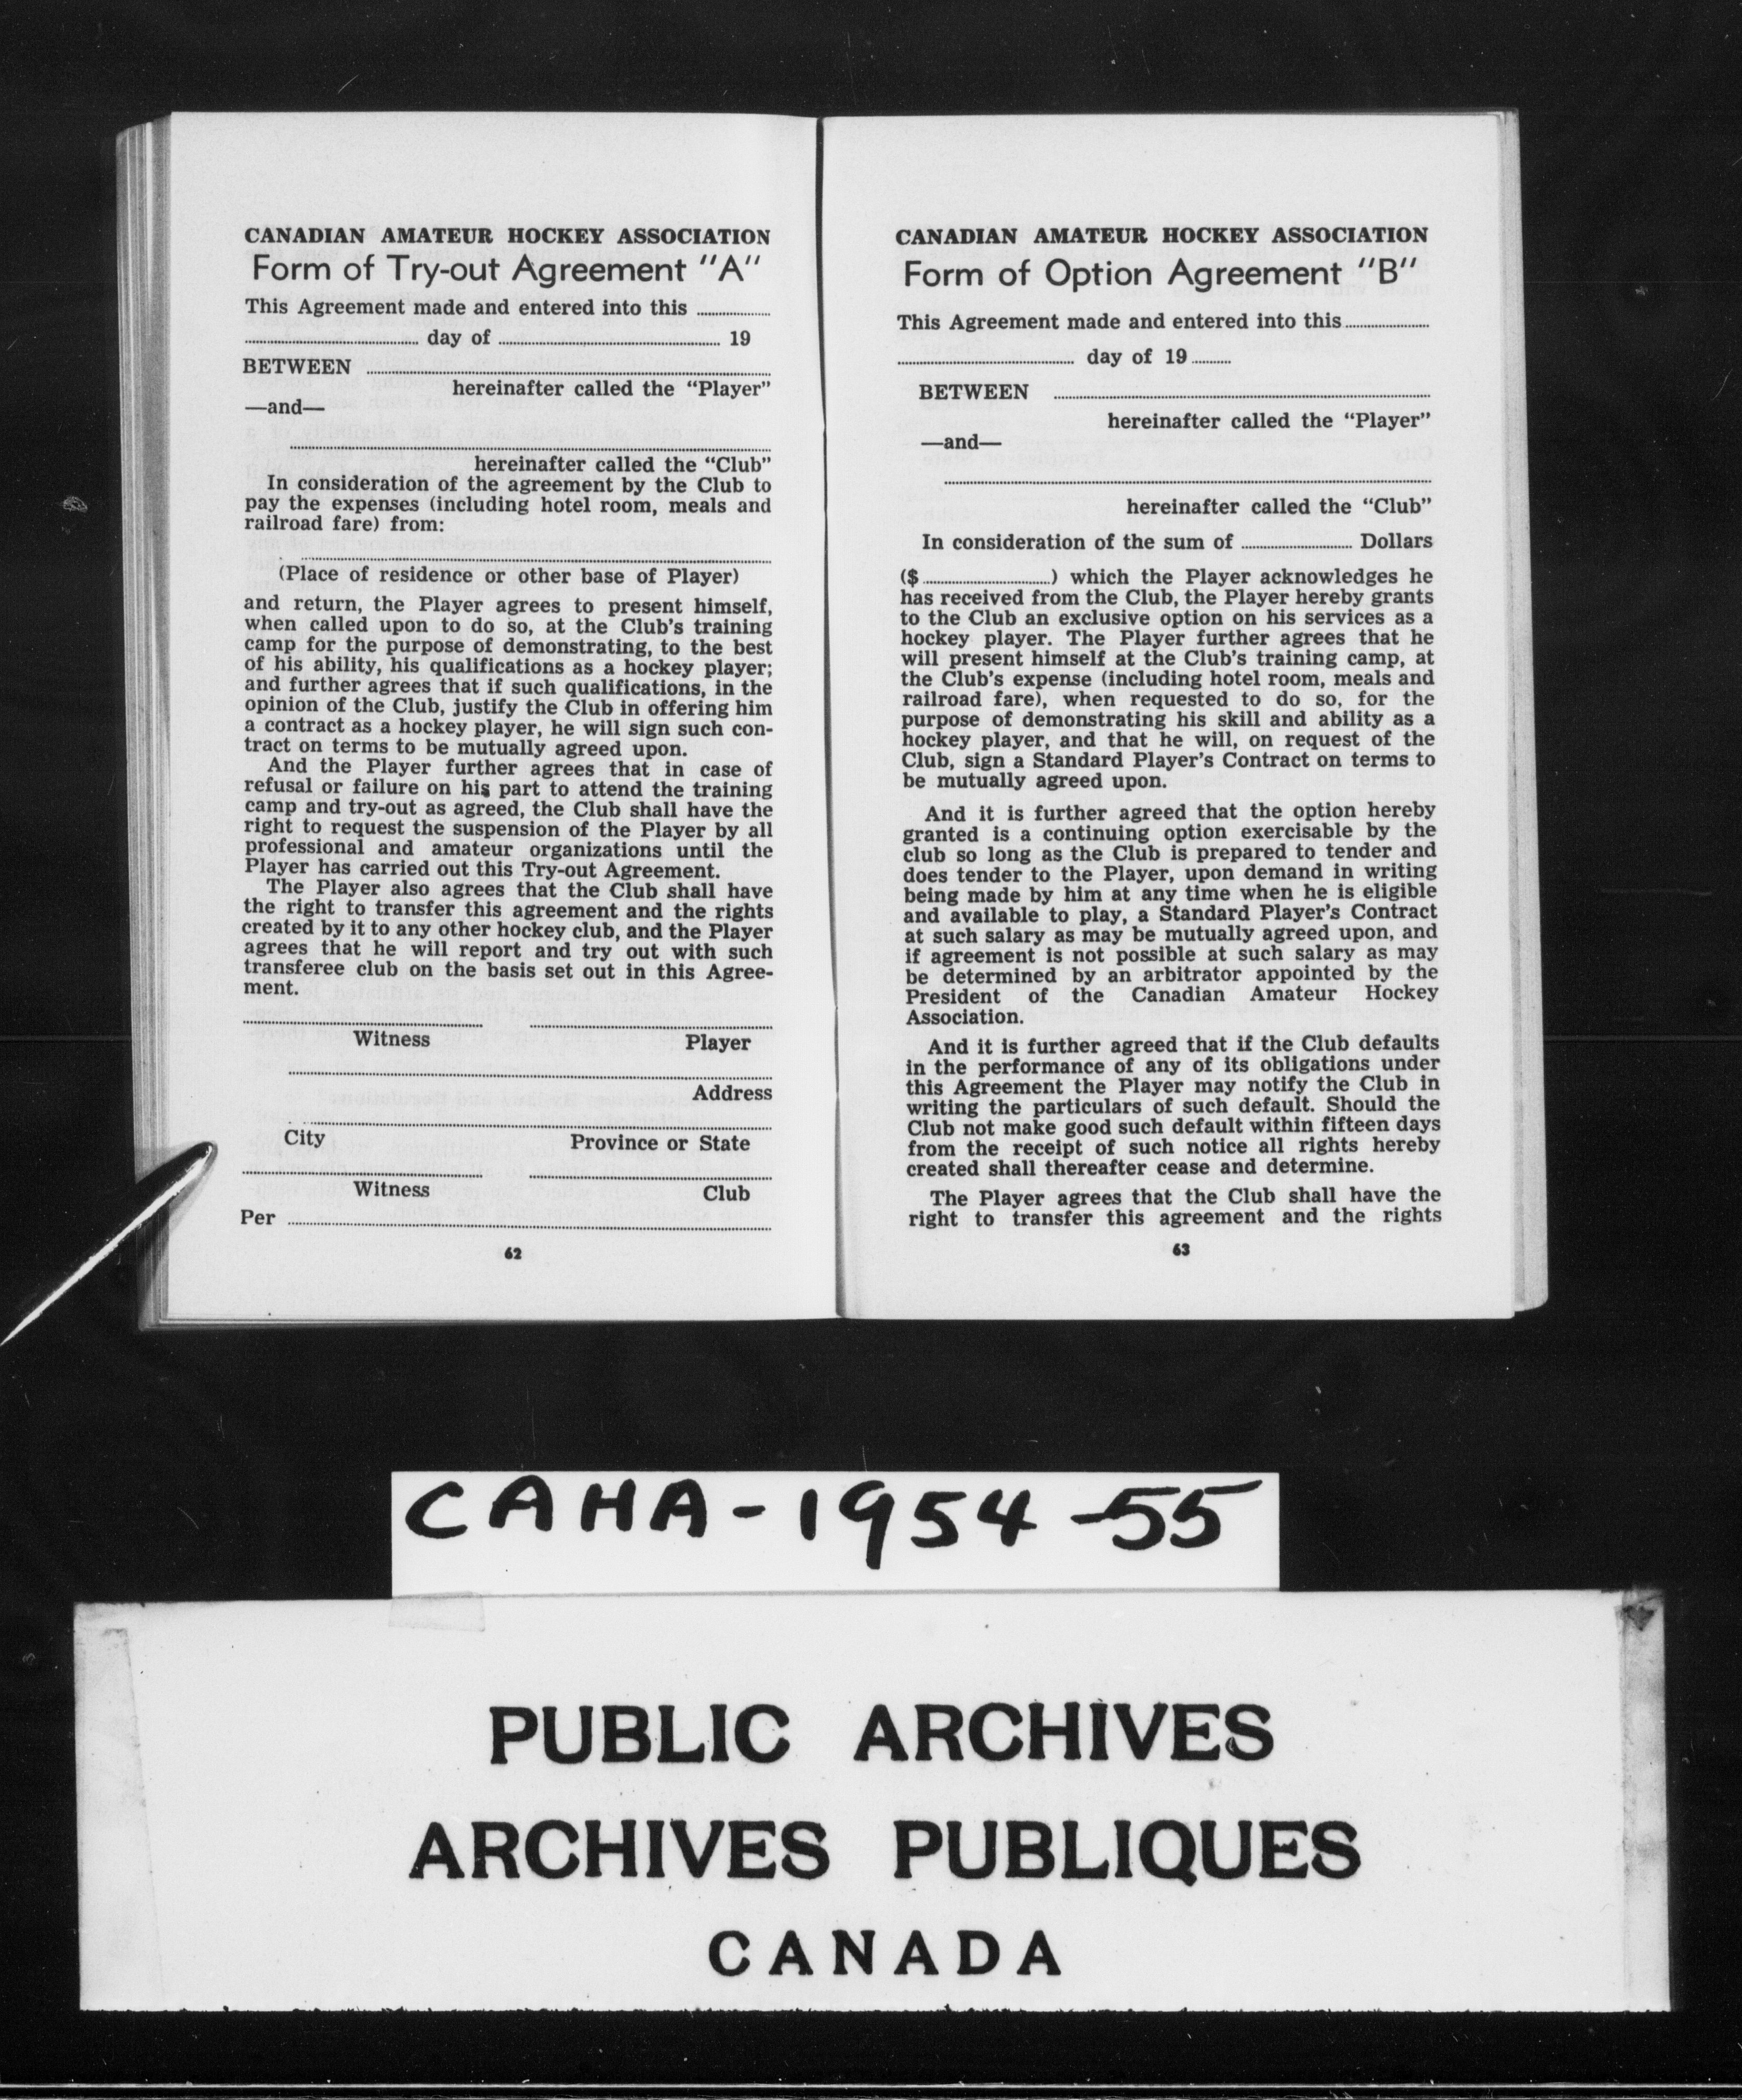 CANADIAN AMATEUR HOCKEY ASSOCIATION
Form of Try-out Agreement "A"
This Agreement made and entered into this ....................
.................... day of .................... 19
BETWEEN ....................
hereinafter called the "Player"
—and—
....................
hereinafter called the "Club"
In consideration of the agreement by the Club to
pay the expenses (including hotel room, meals and
railroad fare) from:
....................
(Place of residence or other base of Player)
and return, the Player agrees to present himself,
when called upon to do so, at the Club's training
camp for the purpose of demonstrating, to the best
of his ability, his qualifications as a hockey player;
and further agrees that if such qualifications, in the
opinion of the Club, justify the Club in offering him
a contract as a hockey player, he will sign such con-
tract on terms to be mutually agreed upon.
And the Player further agrees that in case of
refusal or failure on his part to attend the training
camp and try-out as agreed, the Club shall have the
right to request the suspension of the Player by all
professional and amateur organizations until the
Player has carried out this Try-out Agreement.
The Player also agrees that the Club shall have
the right to transfer this agreement and the rights
created by it to any other hockey club, and the Player
agrees that he will report and try out with such
transferee club on the basis set out in this Agree-
ment.
.................... ....................
Witness Player
....................
Address
....................
City Province or State
.................... ....................
Witness Club
Per ....................
62
CANADIAN AMATEUR HOCKEY ASSOCIATION
Form of Option Agreement "B"
This Agreement made and entered into this....................
.................... day of 19..........
BETWEEN ....................
hereinafter called the "Player"
—and—
....................
hereinafter called the "Club"
In consideration of the sum of .................... Dollars
($....................) which the Player acknowledges he
has received from the Club, the Player hereby grants
to the Club an exclusive option on his services as a
hockey player. The Player further agrees that he
will present himself at the Club's training camp, at
the Club's expense (including hotel room, meals and
railroad fare), when requested to do so, for the
purpose of demonstrating his skill and ability as a
hockey player, and that he will, on request of the
Club, sign a Standard Player's Contract on terms to
be mutually agreed upon.
And it is further agreed that the option hereby
granted is a continuing option exercisable by the
club so long as the Club is prepared to tender and
does tender to the Player, upon demand in writing
being made by him at any time when he is eligible
and available to play, a Standard Player's Contract
at such salary as may be mutually agreed upon, and
if agreement is not possible at such salary as may
be determined by an arbitrator appointed by the
President of the Canadian Amateur Hockey
Association.
And it is further agreed that if the Club defaults
in the performance of any of its obligations under
this Agreement the Player may notify the Club in
writing the particulars of such default. Should the
Club not make good such default within fifteen days
from the receipt of such notice all rights hereby
created shall thereafter cease and determine.
The Player agrees that the Club shall have the
right to transfer this agreement and the rights
63
CAHA-1954-55
PUBLIC ARCHIVES
ARCHIVES PUBLIQUES
CANADA